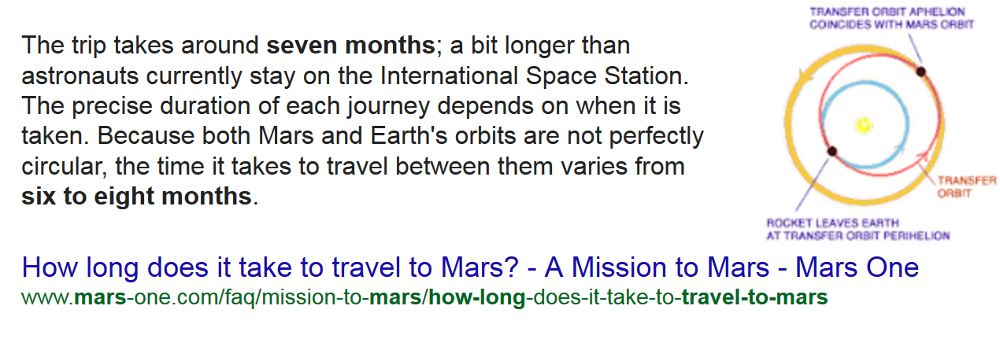 The trip takes around seven months; a bit longer than
astronauts currently stay on the International Space Station.
The precise duration of each journey depends on when it is
taken. Because both Mars and Earth's orbits are not perfectly
circular, the time it takes to travel between them varies from
six to eight months.
TRANSFER ORBIT APHELION
COINCIDES WITH MARS ORBIT
TRANSFER
ORBIT
ROCKET LEAVES EARTH
AT TRANSFER ORBIT PERIHELION
How long does it take to travel to Mars? - A Mission to Mars - Mars One
www.mars-one.com/faq/mission-to-mars/how-long-does-it-take-to-travel-to-mars